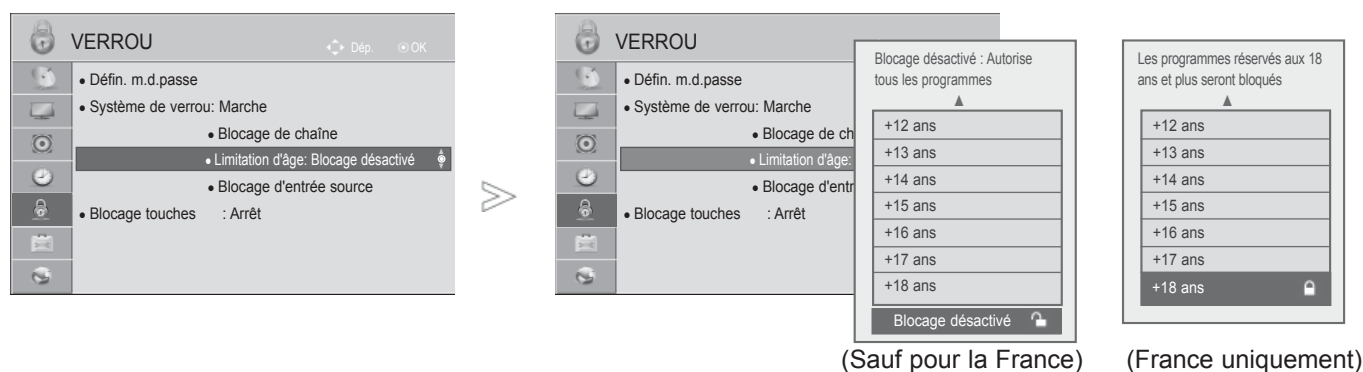 VERROU
Dép. OK
• Défin. m.d.passe
• Système de verrou: Marche
• Blocage de chaîne
• Limitation d'âge: Blocage désactivé
• Blocage d'entrée source
• Blocage touches : Arrêt
VERROU
• Défin. m.d.passe
• Système de verrou: Marche
• Blocage de ch
• Limitation d'âge:
• Blocage d'entr
• Blocage touches : Arrêt
Blocage désactivé : Autorise
tous les programmes
+12 ans
+13 ans
+14 ans
+15 ans
+16 ans
+17 ans
+18 ans
Blocage désactivé
(Sauf pour la France)
Les programmes réservés aux 18
ans et plus seront bloqués
+12 ans
+13 ans
+14 ans
+15 ans
+16 ans
+17 ans
+18 ans
(France uniquement)